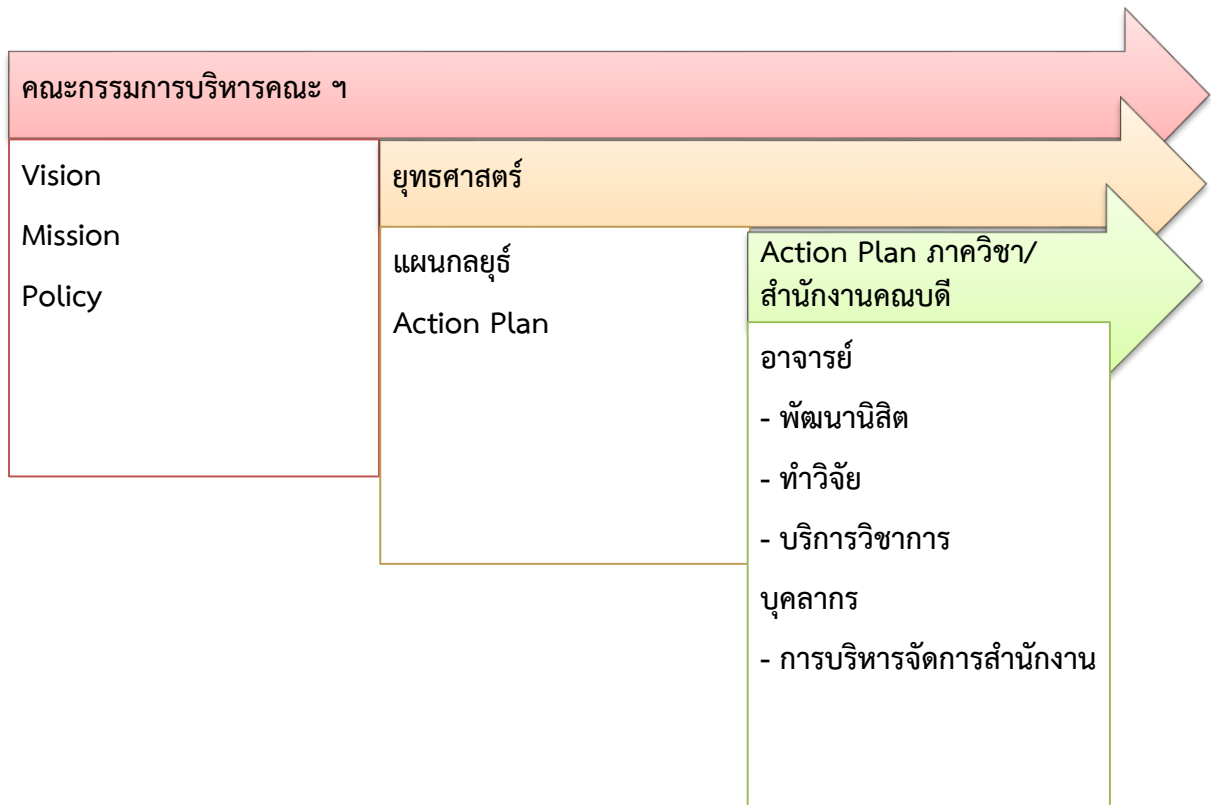 คณะกรรมการบริหารคณะ ฯ
Vision
Mission
Policy
ยุทธศาสตร์
แผนกลยุธ์
Action Plan
Action Plan ภาควิชา/
สำนักงานคณบดี
อาจารย์
- พัฒนานิสิต
- ทำวิจัย
- บริการวิชาการ
บุคลากร
- การบริหารจัดการสำนักงาน